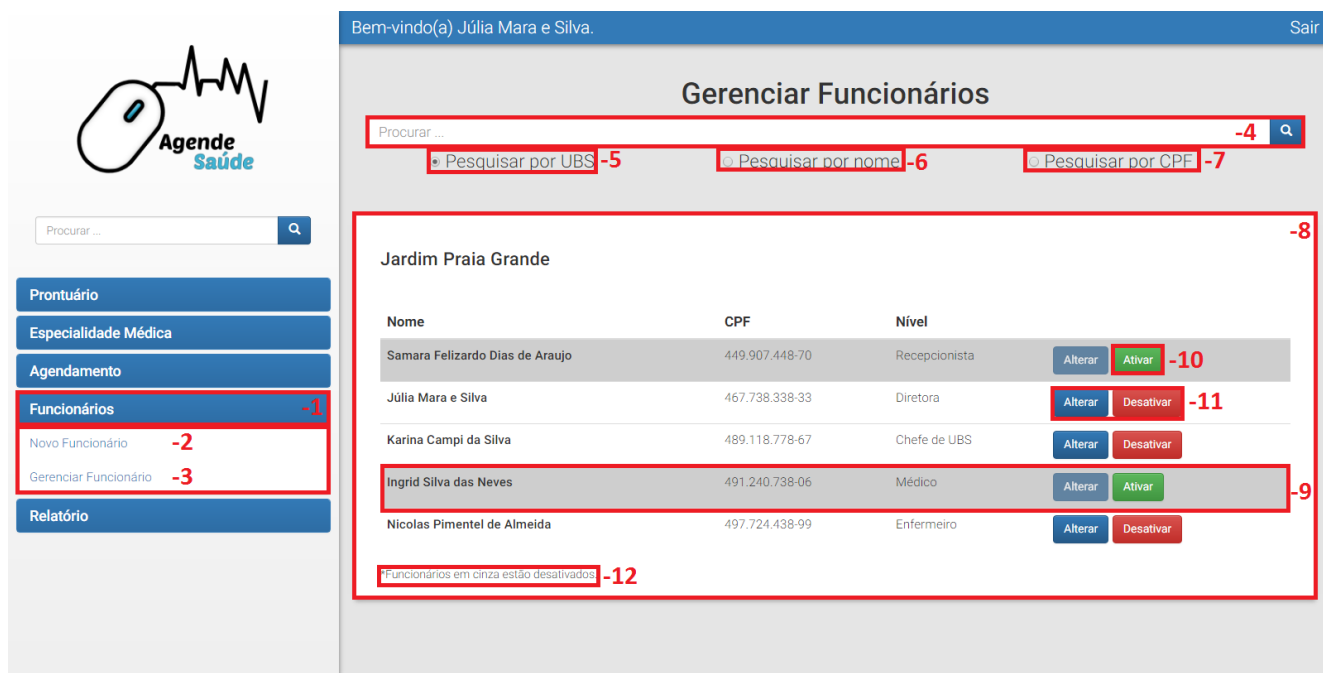 Bem-vindo(a) Júlia Mara e Silva. Sair
Agende
Saúde
Procurar ...
Prontuário
Especialidade Médica
Agendamento
Funcionários -1
Novo Funcionário -2
Gerenciar Funcionário -3
Relatório
Gerenciar Funcionários
Procurar ... -4
Pesquisar por UBS -5 Pesquisar por nome -6 Pesquisar por CPF -7
-8
Jardim Praia Grande
Nome CPF Nível
Samara Felizardo Dias de Araujo 449.907.448-70 Recepcionista Alterar Ativar -10
Júlia Mara e Silva 467.738.338-33 Diretora Alterar Desativar -11
Karina Campi da Silva 489.118.778-67 Chefe de UBS Alterar Desativar
Ingrid Silva das Neves 491.240.738-06 Médico Alterar Ativar -9
Nicolas Pimentel de Almeida 497.724.438-99 Enfermeiro Alterar Desativar
*Funcionários em cinza estão desativados. -12